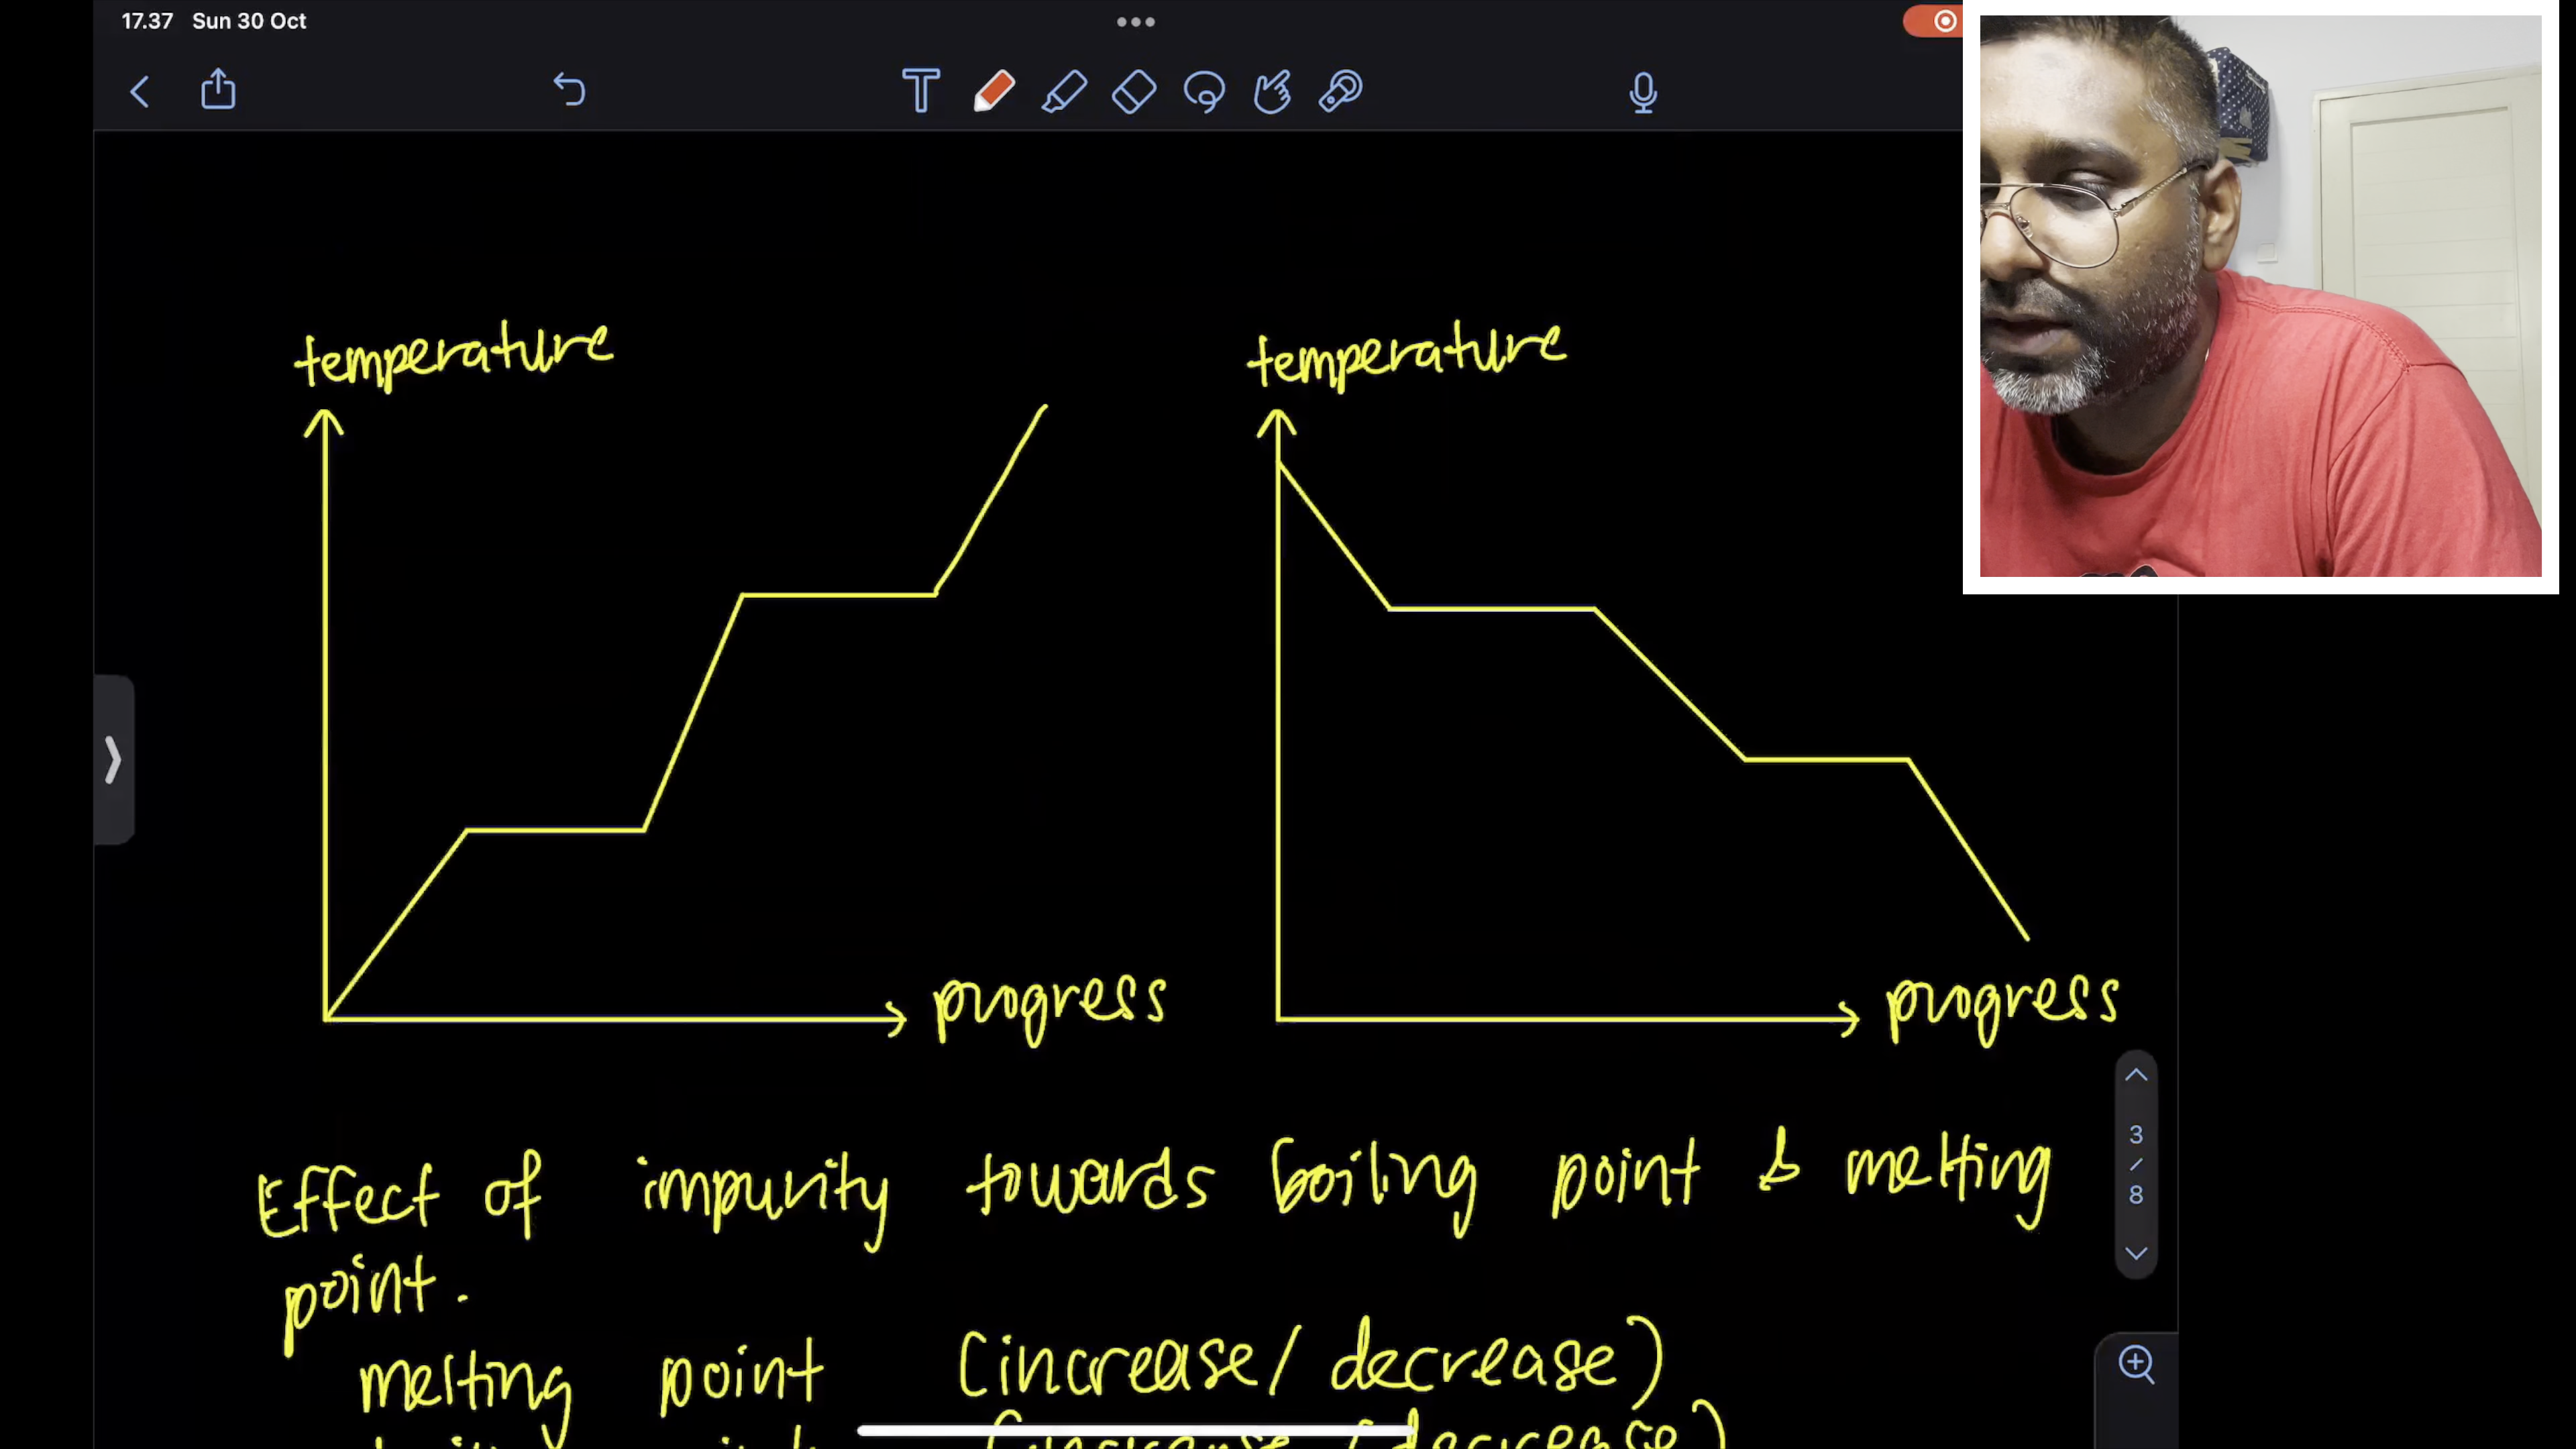 17.37 Sun 30 Oct
temperature
temperature
progress
progress
Effect of impurity towards boiling point & melting
point.
melting point (increase/ decrease)
3
/
8